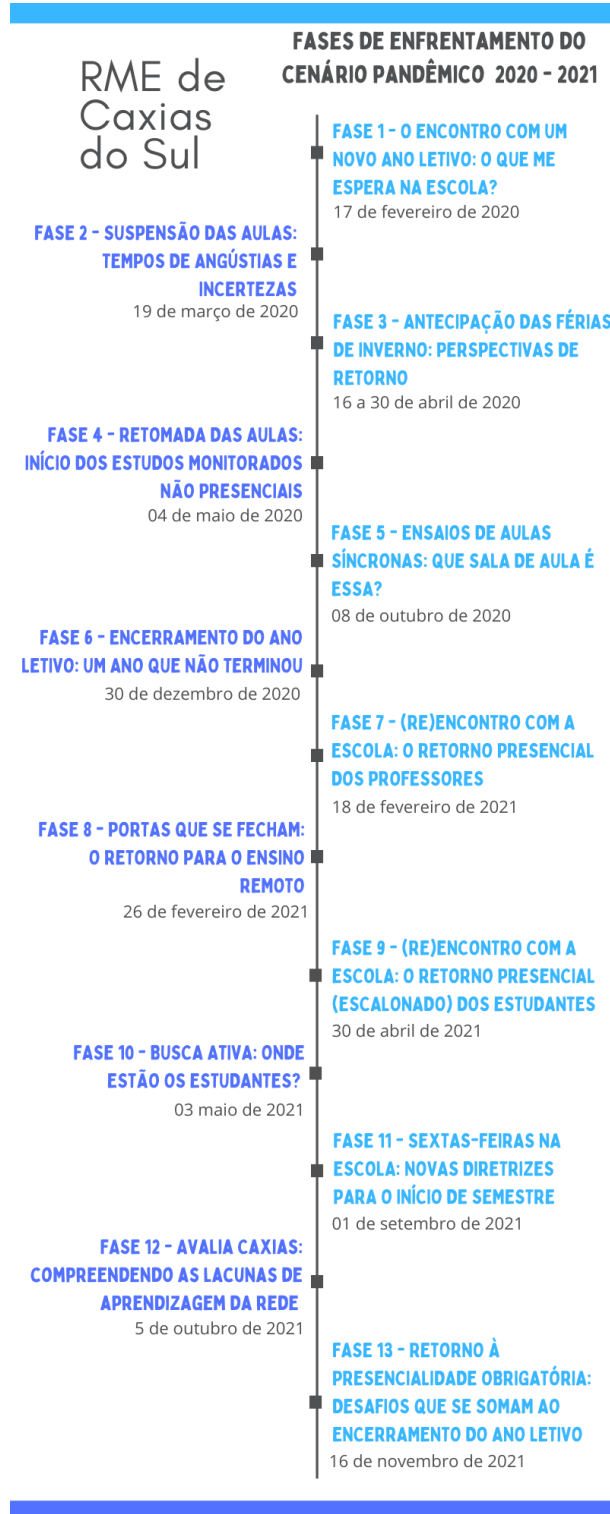 RME de
Caxias
do Sul
FASES DE ENFRENTAMENTO DO
CENÁRIO PANDÊMICO 2020 - 2021
FASE 1 - O ENCONTRO COM UM
NOVO ANO LETIVO: O QUE ME
ESPERA NA ESCOLA?
17 de fevereiro de 2020
FASE 2 - SUSPENSÃO DAS AULAS:
TEMPOS DE ANGÚSTIAS E
INCERTEZAS
19 de março de 2020
FASE 3 - ANTECIPAÇÃO DAS FÉRIAS
DE INVERNO: PERSPECTIVAS DE
RETORNO
16 a 30 de abril de 2020
FASE 4 - RETOMADA DAS AULAS:
INÍCIO DOS ESTUDOS MONITORADOS
NÃO PRESENCIAIS
04 de maio de 2020
FASE 5 - ENSAIOS DE AULAS
SÍNCRONAS: QUE SALA DE AULA É
ESSA?
08 de outubro de 2020
FASE 6 - ENCERRAMENTO DO ANO
LETIVO: UM ANO QUE NÃO TERMINOU
30 de dezembro de 2020
FASE 7 - (RE)ENCONTRO COM A
ESCOLA: O RETORNO PRESENCIAL
DOS PROFESSORES
18 de fevereiro de 2021
FASE 8 - PORTAS QUE SE FECHAM:
O RETORNO PARA O ENSINO
REMOTO
26 de fevereiro de 2021
FASE 9 - (RE)ENCONTRO COM A
ESCOLA: O RETORNO PRESENCIAL
(ESCALONADO) DOS ESTUDANTES
30 de abril de 2021
FASE 10 - BUSCA ATIVA: ONDE
ESTÃO OS ESTUDANTES?
03 maio de 2021
FASE 11 - SEXTAS-FEIRAS NA
ESCOLA: NOVAS DIRETRIZES
PARA O INÍCIO DE SEMESTRE
01 de setembro de 2021
FASE 12 - AVALIA CAXIAS:
COMPREENDENDO AS LACUNAS DE
APRENDIZAGEM DA REDE
5 de outubro de 2021
FASE 13 - RETORNO À
PRESENCIALIDADE OBRIGATÓRIA:
DESAFIOS QUE SE SOMAM AO
ENCERRAMENTO DO ANO LETIVO
16 de novembro de 2021